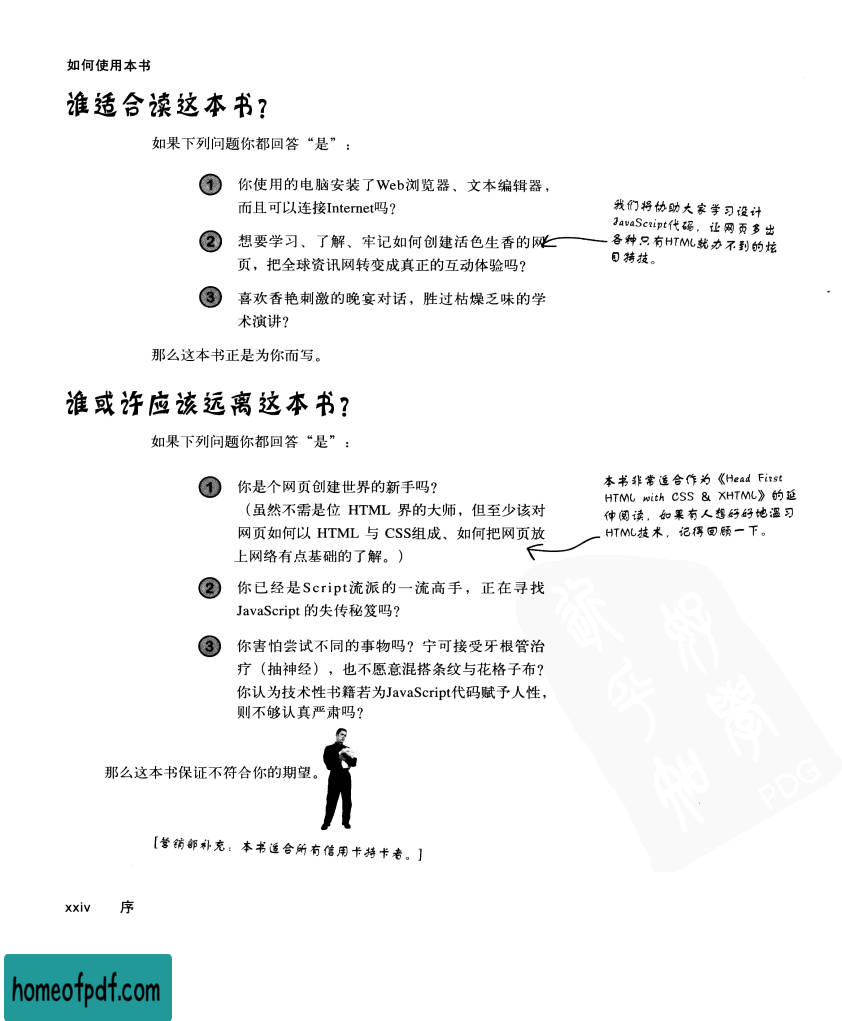 如何使用本书
谁适合读这本书?
如果下列问题你都回答“是”:
1 你使用的电脑安装了Web浏览器、文本编辑器,
而且可以连接Internet吗?
2 想要学习、了解、牢记如何创建活色生香的网
页,把全球资讯网转变成真正的互动体验吗?
3 喜欢香艳刺激的晚宴对话,胜过枯燥乏味的学
术演讲?
我们将协助大家学习设计
JavaScript代码,让网页多出
各种只有HTML就办不到的炫
目特技。
那么这本书正是为你而写。
谁或许应该远离这本书?
如果下列问题你都回答“是”:
1 你是个网页创建世界的新手吗?
(虽然不需是位 HTML 界的大师,但至少该对
网页如何以 HTML 与 CSS组成、如何把网页放
上网络有点基础的了解。)
本书非常适合作为《Head First
HTML with CSS & XHTML》的延
伸阅读,如果有人想好好地温习
HTML技术,记得回顾一下。
2 你已经是Script流派的一流高手,正在寻找
JavaScript 的失传秘笈吗?
3 你害怕尝试不同的事物吗?宁可接受牙根管治
疗(抽神经),也不愿意混搭条纹与花格子布?
你认为技术性书籍若为JavaScript代码赋予人性,
则不够认真严肃吗?
那么这本书保证不符合你的期望。
[营销部补充:本书适合所有信用卡持卡者。]
PDG
xxiv 序
homeofpdf.com